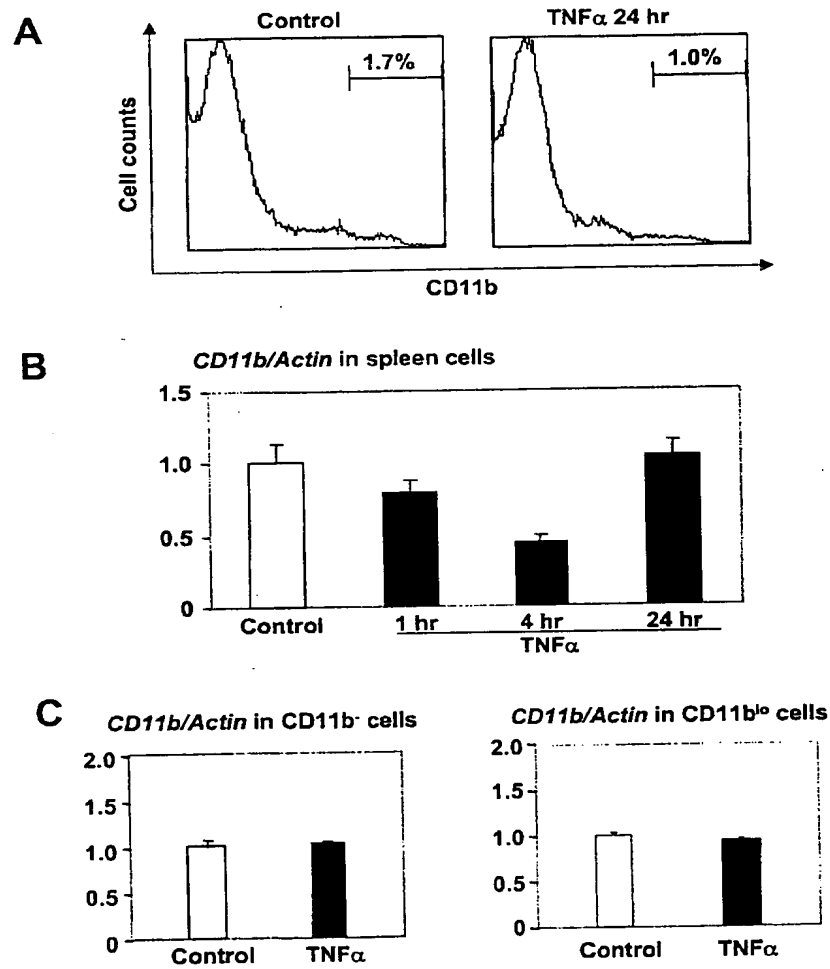 A
Control
TNFα 24 hr
1.7%
1.0%
Cell counts
CD11b
B
CD11b/Actin in spleen cells
1.5
1.0
0.5
0
Control
1 hr
4 hr
24 hr
TNFα
C
CD11b/Actin in CD11b⁻ cells
2.0
1.5
1.0
0.5
0
Control
TNFα
CD11b/Actin in CD11bˡᵒ cells
2.0
1.5
1.0
0.5
0
Control
TNFα